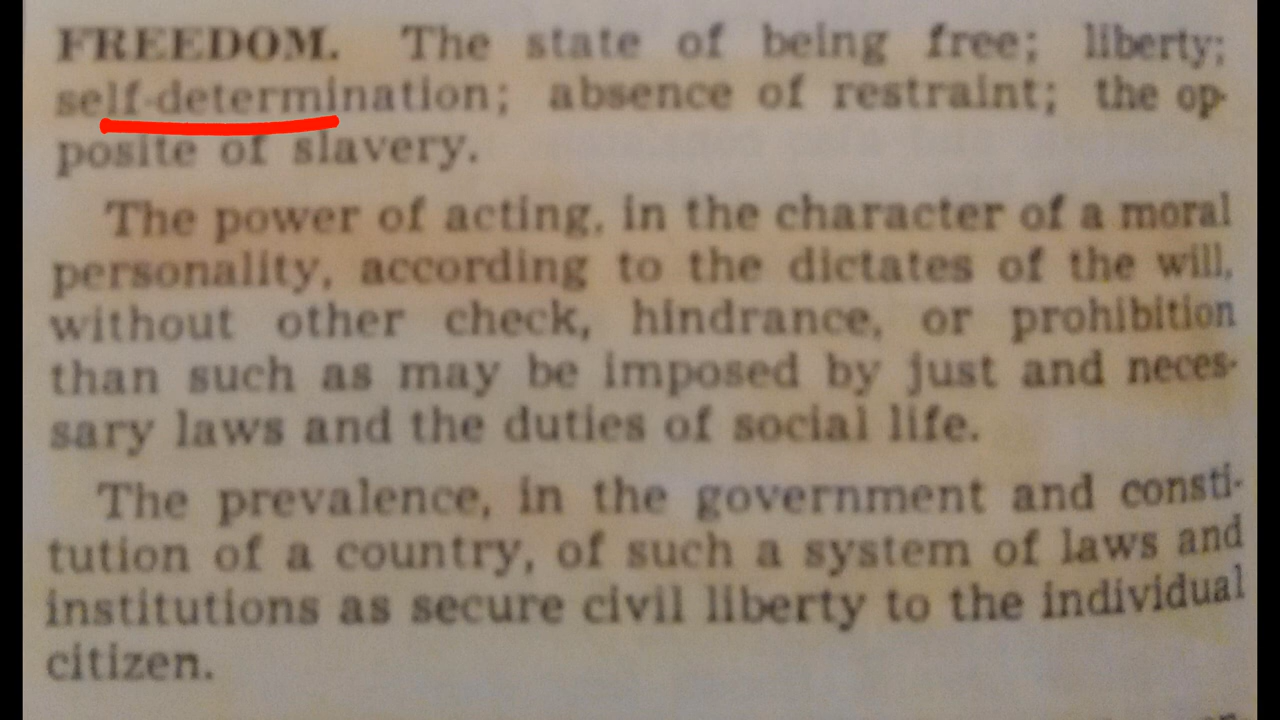 FREEDOM. The state of being free; liberty;
self-determination; absence of restraint; the op-
posite of slavery.
The power of acting, in the character of a moral
personality, according to the dictates of the will,
without other check, hindrance, or prohibition
than such as may be imposed by just and neces-
sary laws and the duties of social life.
The prevalence, in the government and consti-
tution of a country, of such a system of laws and
institutions as secure civil liberty to the individual
citizen.